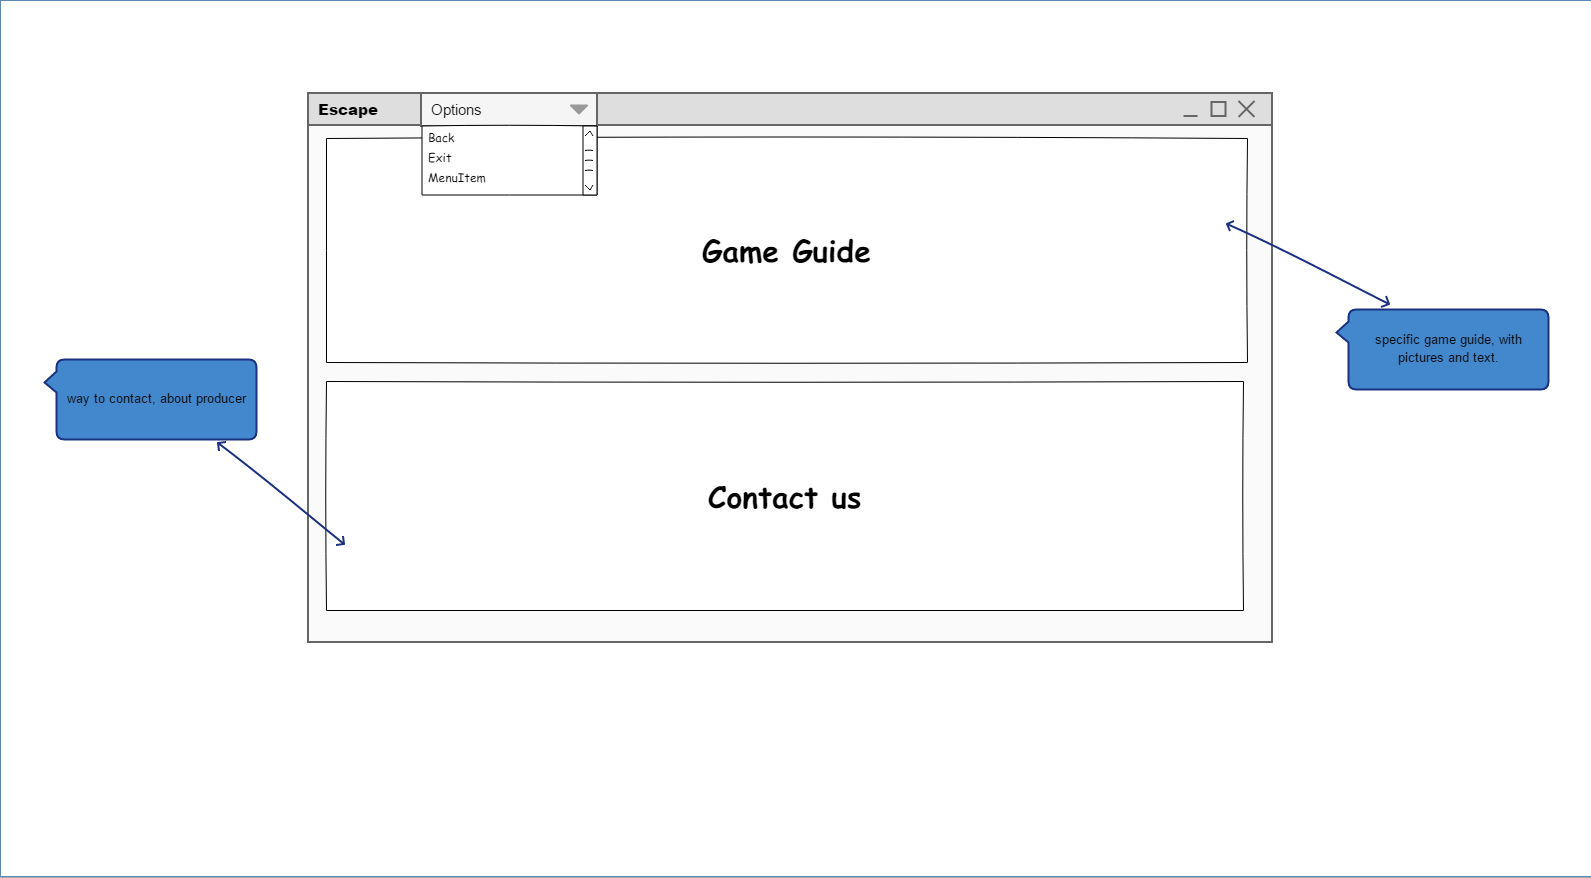 Escape
Options
Back
Exit
MenuItem
Game Guide
specific game guide, with
pictures and text.
way to contact, about producer
Contact us